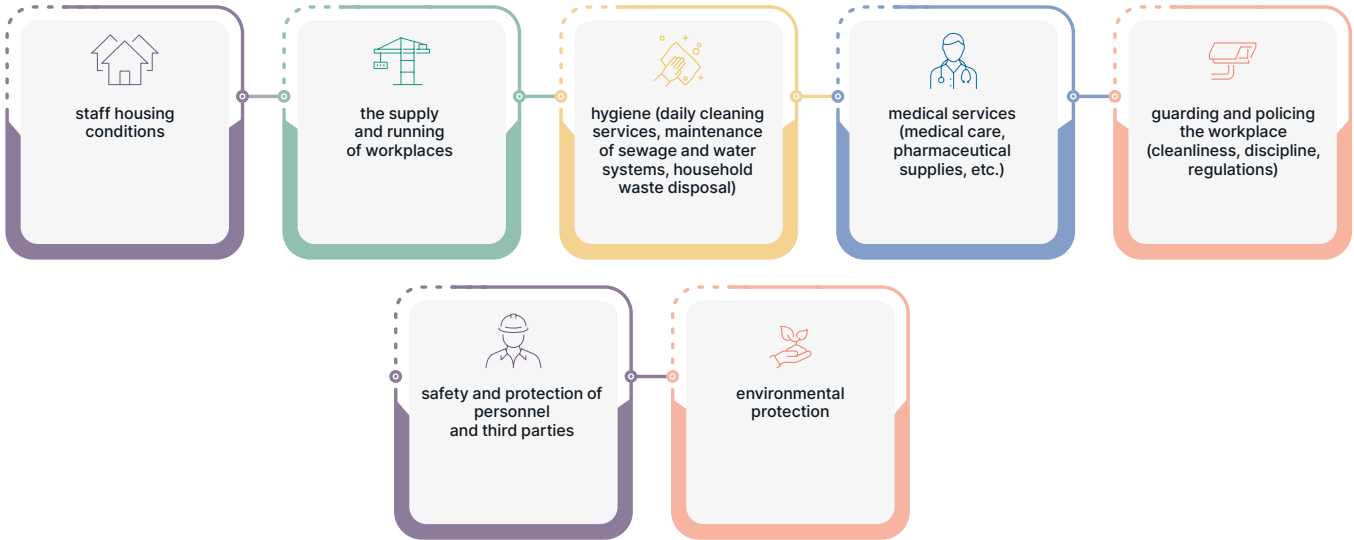 staff housing
conditions
the supply
and running
of workplaces
hygiene (daily cleaning
services, maintenance
of sewage and water
systems, household
waste disposal)
medical services
(medical care,
pharmaceutical
supplies, etc.)
guarding and policing
the workplace
(cleanliness, discipline,
regulations)
safety and protection of
personnel
and third parties
environmental
protection